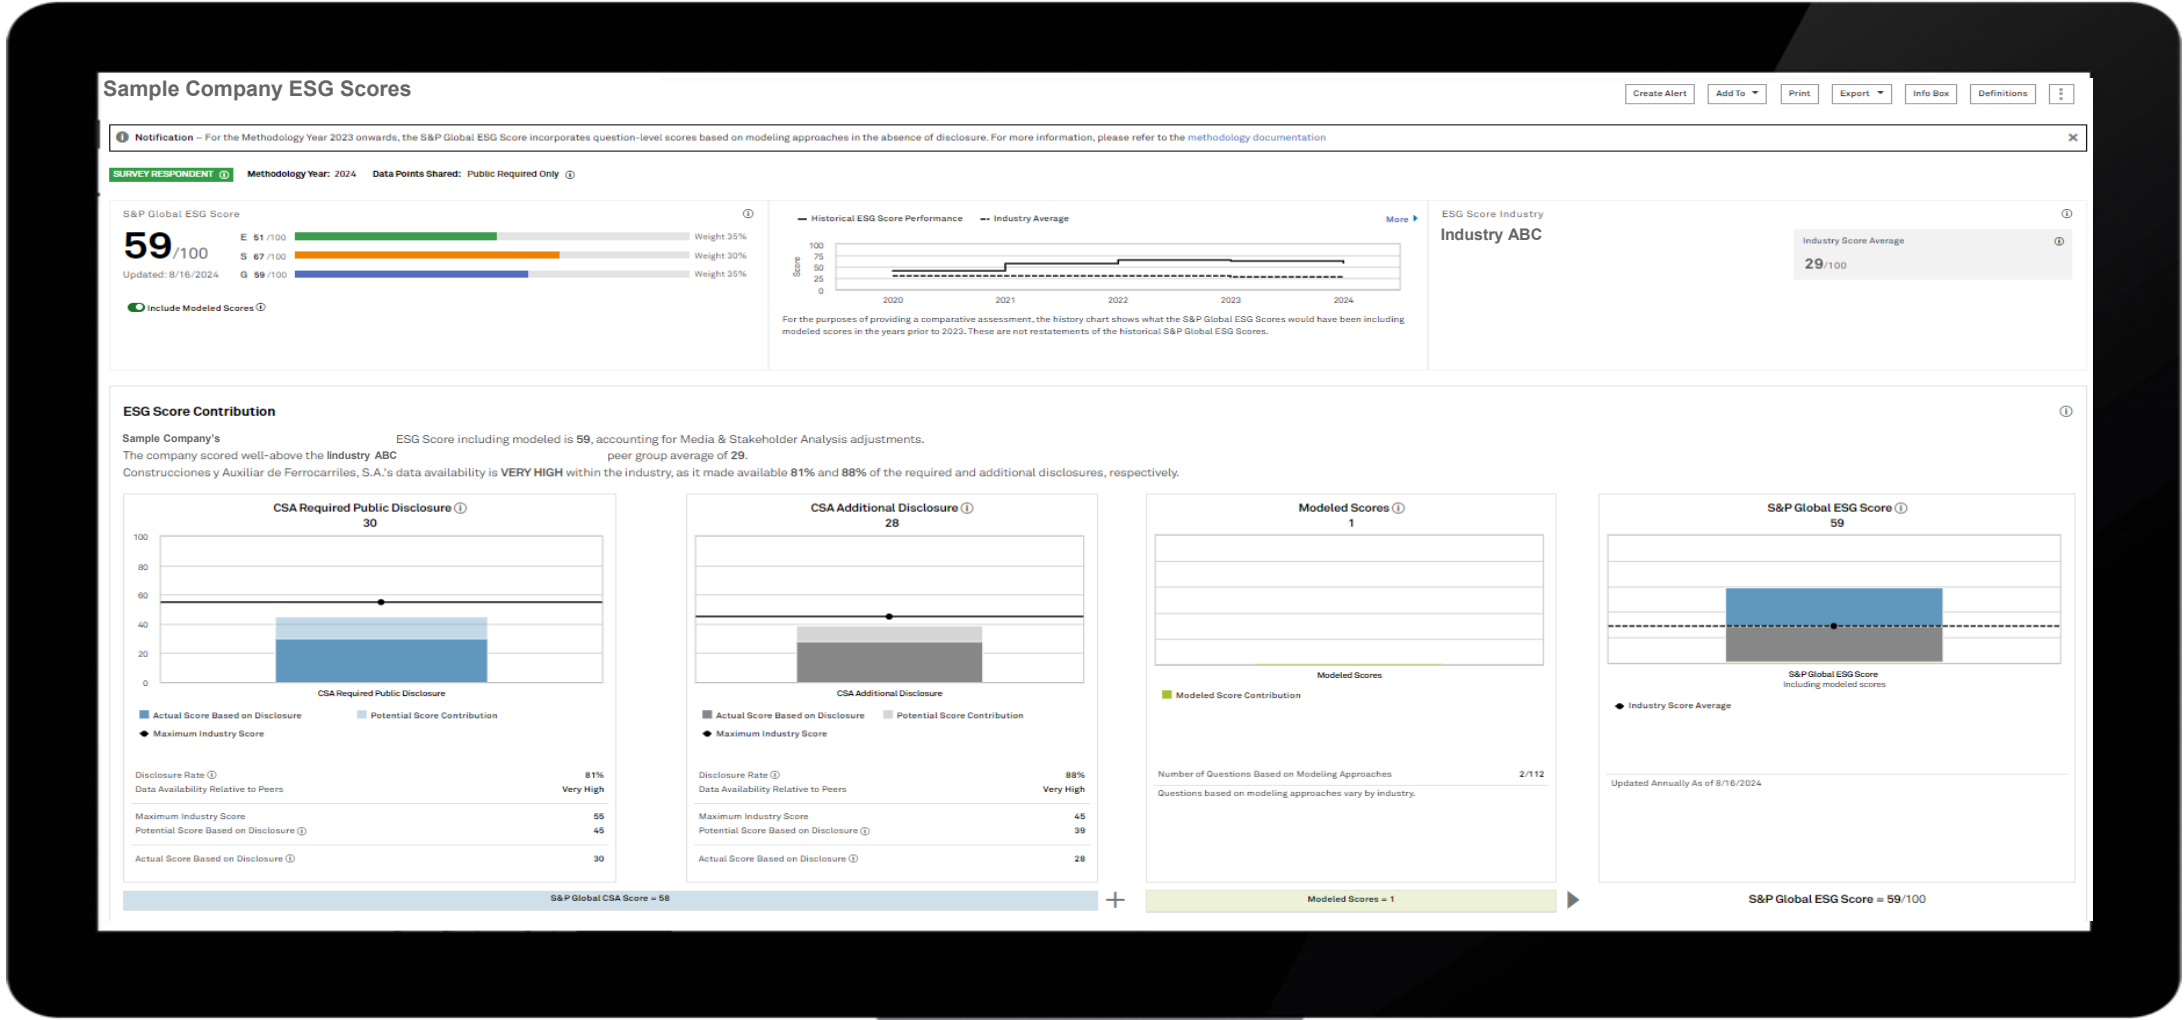 Sample Company ESG Scores
Create Alert
Add To
Print
Export
Info Box
Definitions
Notification – For the Methodology Year 2023 onwards, the S&P Global ESG Score incorporates question-level scores based on modeling approaches in the absence of disclosure. For more information, please refer to the methodology documentation
SURVEY RESPONDENT Methodology Year: 2024 Data Points Shared: Public Required Only
S&P Global ESG Score
59/100
Updated: 8/16/2024
E 51/100 Weight 35%
S 67/100 Weight 30%
G 59/100 Weight 35%
Include Modeled Scores
Historical ESG Score Performance Industry Average
More
Score
100
75
50
25
0
2020 2021 2022 2023 2024
For the purposes of providing a comparative assessment, the history chart shows what the S&P Global ESG Scores would have been including
modeled scores in the years prior to 2023. These are not restatements of the historical S&P Global ESG Scores.
ESG Score Industry
Industry ABC
Industry Score Average
29/100
ESG Score Contribution
Sample Company's ESG Score including modeled is 59, accounting for Media & Stakeholder Analysis adjustments.
The company scored well-above the Iindustry ABC peer group average of 29.
Construcciones y Auxiliar de Ferrocarriles, S.A.'s data availability is VERY HIGH within the industry, as it made available 81% and 88% of the required and additional disclosures, respectively.
CSA Required Public Disclosure
30
100
80
60
40
20
0
CSA Required Public Disclosure
Actual Score Based on Disclosure Potential Score Contribution
Maximum Industry Score
Disclosure Rate 81%
Data Availability Relative to Peers Very High
Maximum Industry Score 55
Potential Score Based on Disclosure 45
Actual Score Based on Disclosure 30
CSA Additional Disclosure
28
CSA Additional Disclosure
Actual Score Based on Disclosure Potential Score Contribution
Maximum Industry Score
Disclosure Rate 88%
Data Availability Relative to Peers Very High
Maximum Industry Score 45
Potential Score Based on Disclosure 39
Actual Score Based on Disclosure 28
Modeled Scores
1
Modeled Scores
Modeled Score Contribution
Number of Questions Based on Modeling Approaches 2/112
Questions based on modeling approaches vary by industry.
S&P Global ESG Score
59
S&P Global ESG Score
Including modeled scores
Industry Score Average
Updated Annually As of 8/16/2024
S&P Global CSA Score = 58
+
Modeled Scores = 1
S&P Global ESG Score = 59/100